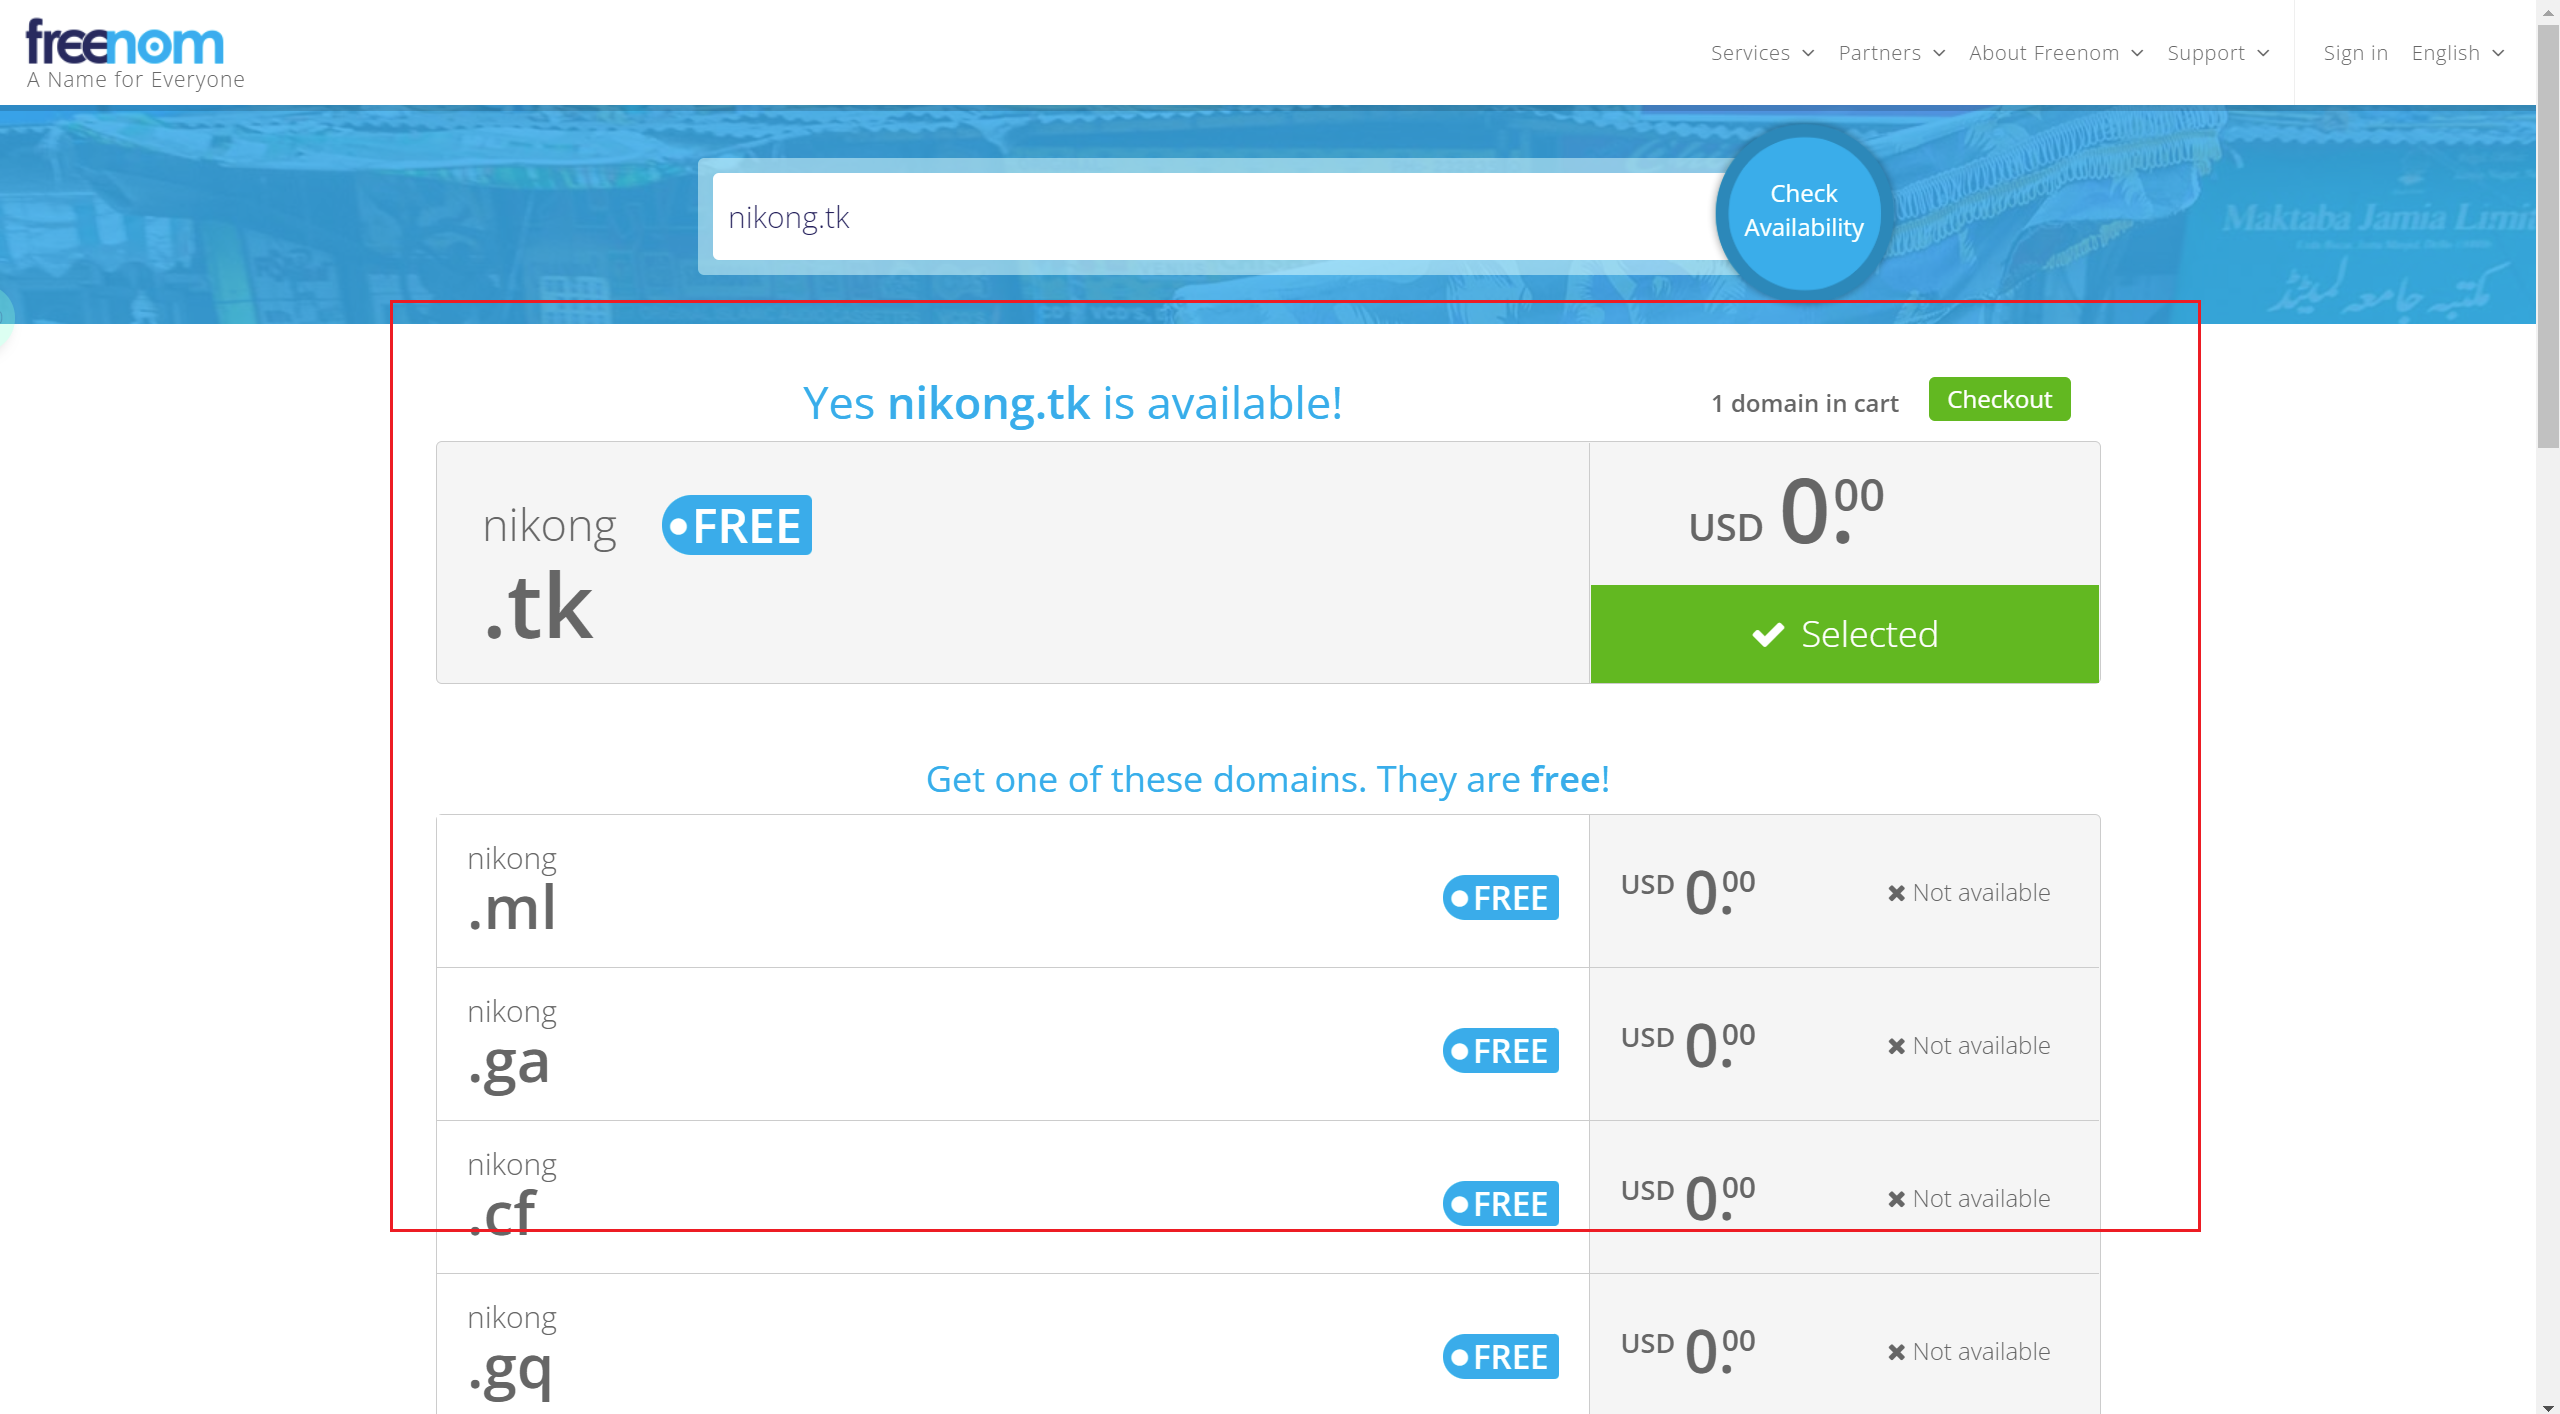 freenom
A Name for Everyone
Services Partners About Freenom Support Sign in English
nikong.tk
Check
Availability
Maktaba Jamia Limi
مکتبہ جامعہ لمیٹڈ
Yes nikong.tk is available!
1 domain in cart
Checkout
nikong
.tk
FREE
USD 0.00
Selected
Get one of these domains. They are free!
nikong
.ml
FREE
USD 0.00
Not available
nikong
.ga
FREE
USD 0.00
Not available
nikong
.cf
FREE
USD 0.00
Not available
nikong
.gq
FREE
USD 0.00
Not available